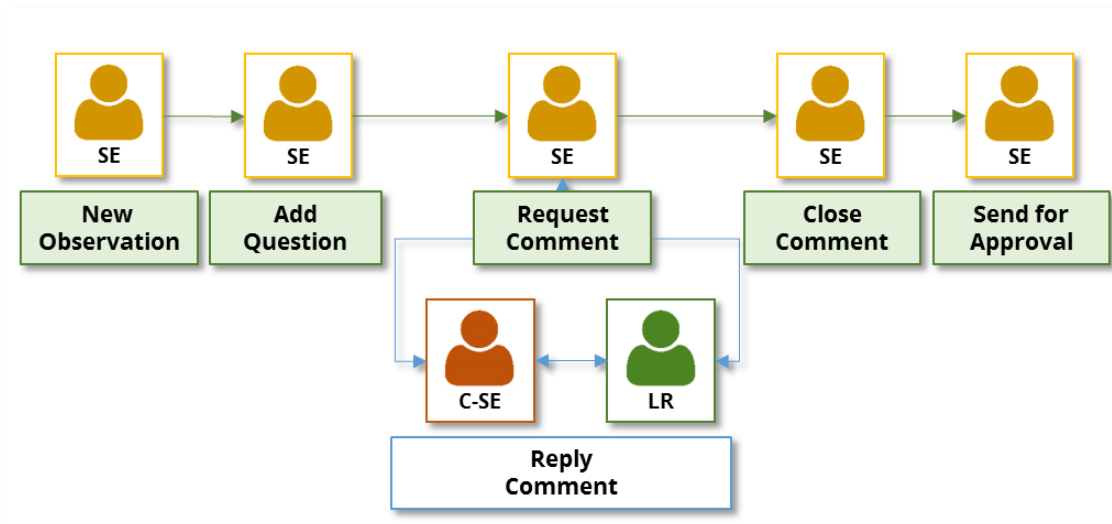 SE
SE
SE
SE
SE
New
Observation
Add
Question
Request
Comment
Close
Comment
Send for
Approval
C-SE
LR
Reply
Comment